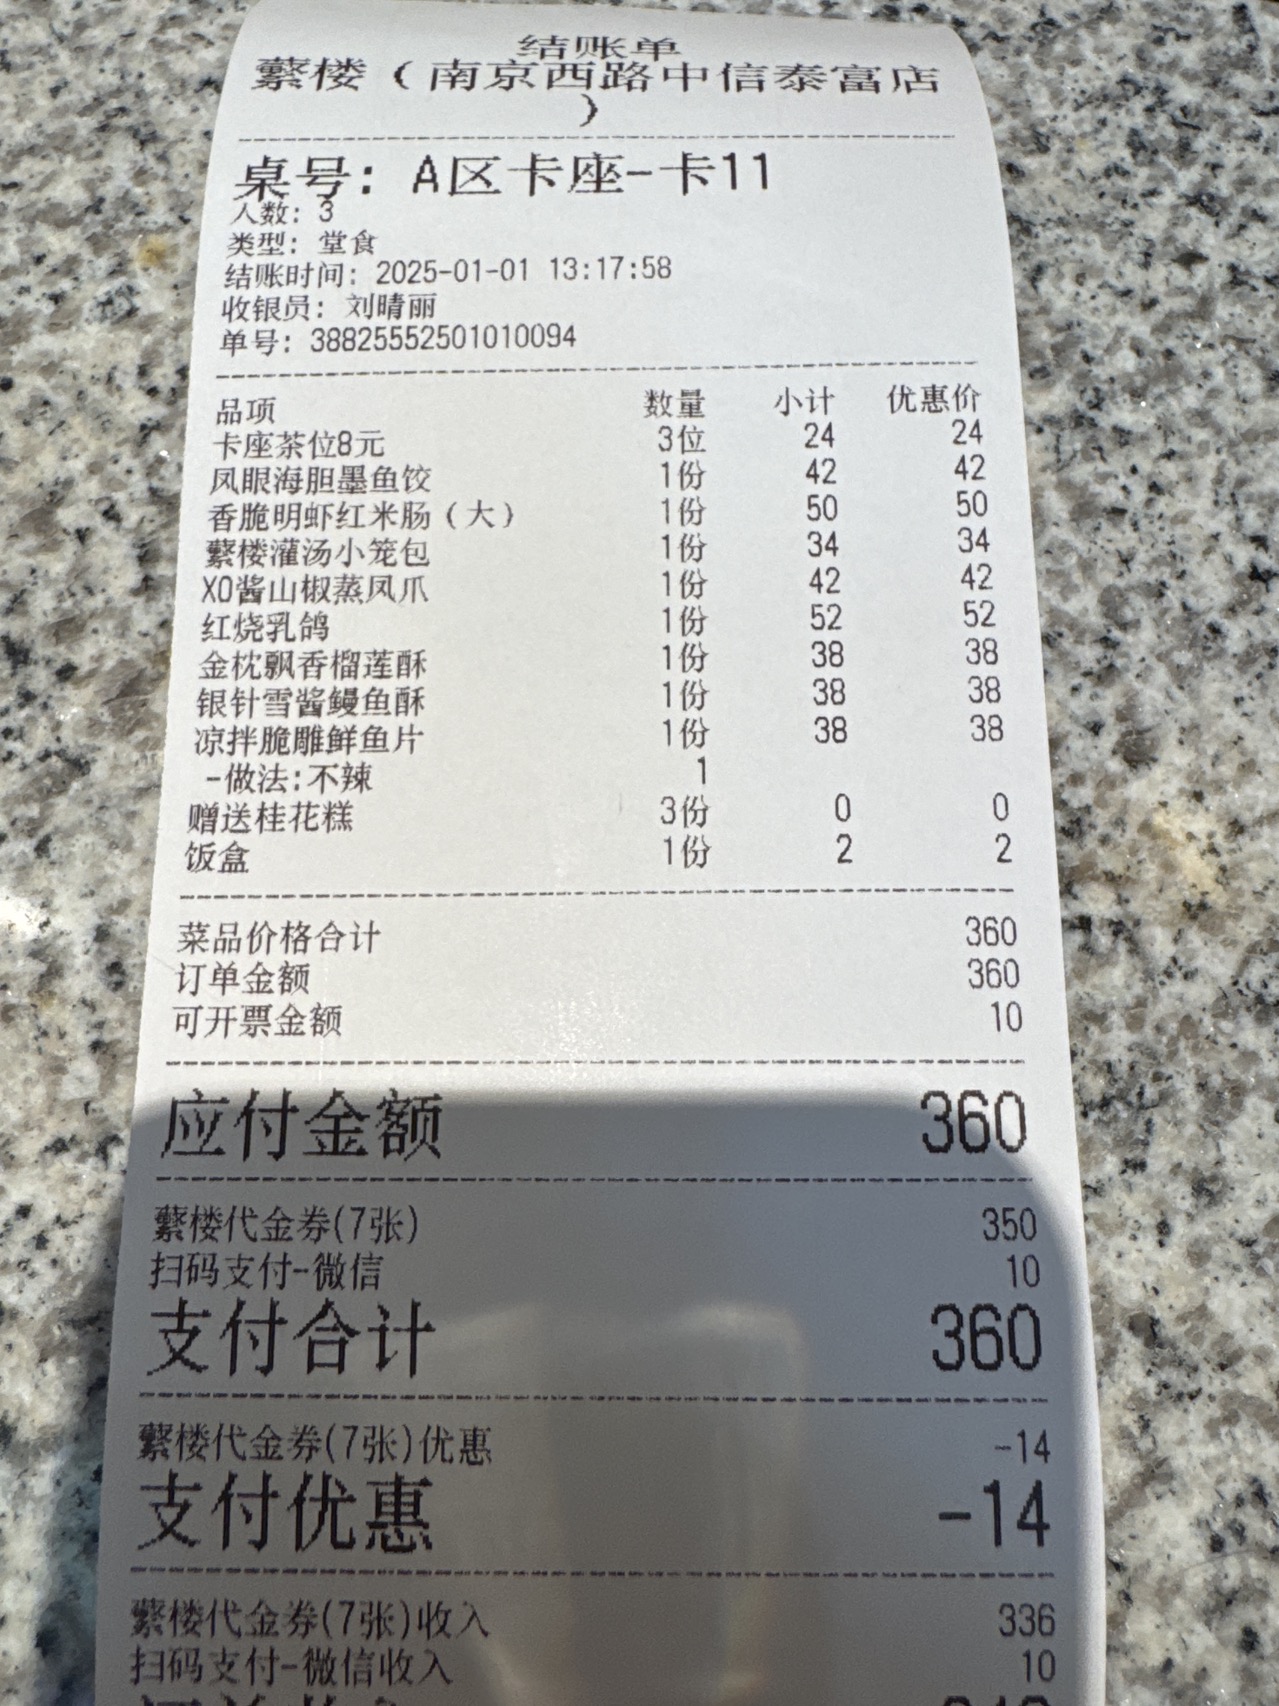 结账单
蘩楼（南京西路中信泰富店
）
桌号：A区卡座-卡11
人数：3
类型：堂食
结账时间：2025-01-01 13:17:58
收银员：刘晴丽
单号：38825552501010094
品项 数量 小计 优惠价
卡座茶位8元 3位 24 24
凤眼海胆墨鱼饺 1份 42 42
香脆明虾红米肠（大） 1份 50 50
蘩楼灌汤小笼包 1份 34 34
XO酱山椒蒸凤爪 1份 42 42
红烧乳鸽 1份 52 52
金枕飘香榴莲酥 1份 38 38
银针雪酱鳗鱼酥 1份 38 38
凉拌脆雕鲜鱼片 1份 38 38
-做法:不辣 1
赠送桂花糕 3份 0 0
饭盒 1份 2 2
菜品价格合计 360
订单金额 360
可开票金额 10
应付金额 360
蘩楼代金券(7张) 350
扫码支付-微信 10
支付合计 360
蘩楼代金券(7张)优惠 -14
支付优惠 -14
蘩楼代金券(7张)收入 336
扫码支付-微信收入 10